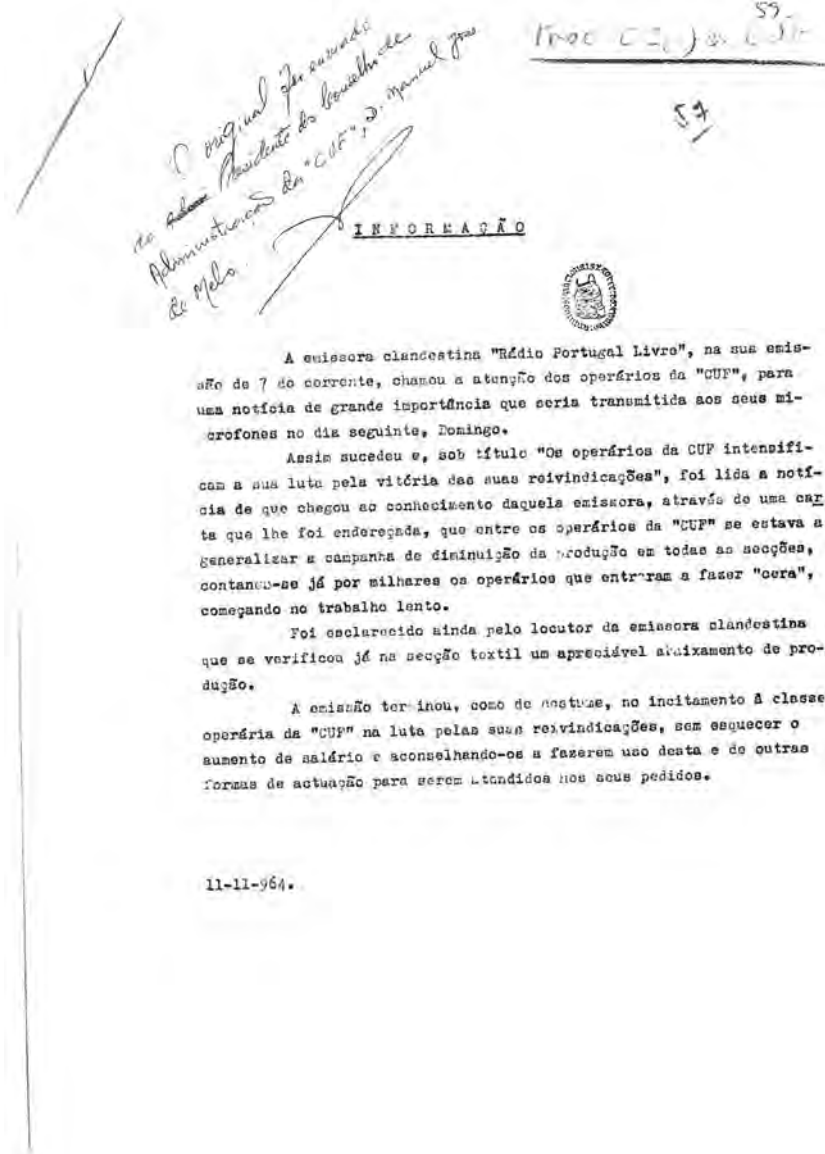 59
Proc
57
O original foi enviado
ao Presidente do Conselho de
Administração da "CUF", D. Manuel José
de Melo.
INFORMAÇÃO
A emissora clandestina "Rádio Portugal Livre", na sua emis-
são de 7 do corrente, chamou a atenção dos operários da "CUF", para
uma notícia de grande importância que seria transmitida aos seus mi-
crofones no dia seguinte, Domingo.
Assim sucedeu e, sob título "Os operários da CUF intensifi-
cam a sua luta pela vitória das suas reivindicações", foi lida a notí-
cia de que chegou ao conhecimento daquela emissora, através de uma car
ta que lhe foi endereçada, que entre os operários da "CUF" se estava a
generalizar a campanha de diminuição da produção em todas as secções,
contando-se já por milhares os operários que entraram a fazer "cera",
começando no trabalho lento.
Foi esclarecido ainda pelo locutor da emissora clandestina
que se verificou já na secção textil um apreciável abaixamento de pro-
dução.
A emissão terminou, como de costume, no incitamento à classe
operária da "CUF" na luta pelas suas reivindicações, sem esquecer o
aumento de salário e aconselhando-os a fazerem uso desta e de outras
formas de actuação para serem atendidos nos seus pedidos.
11-11-964.